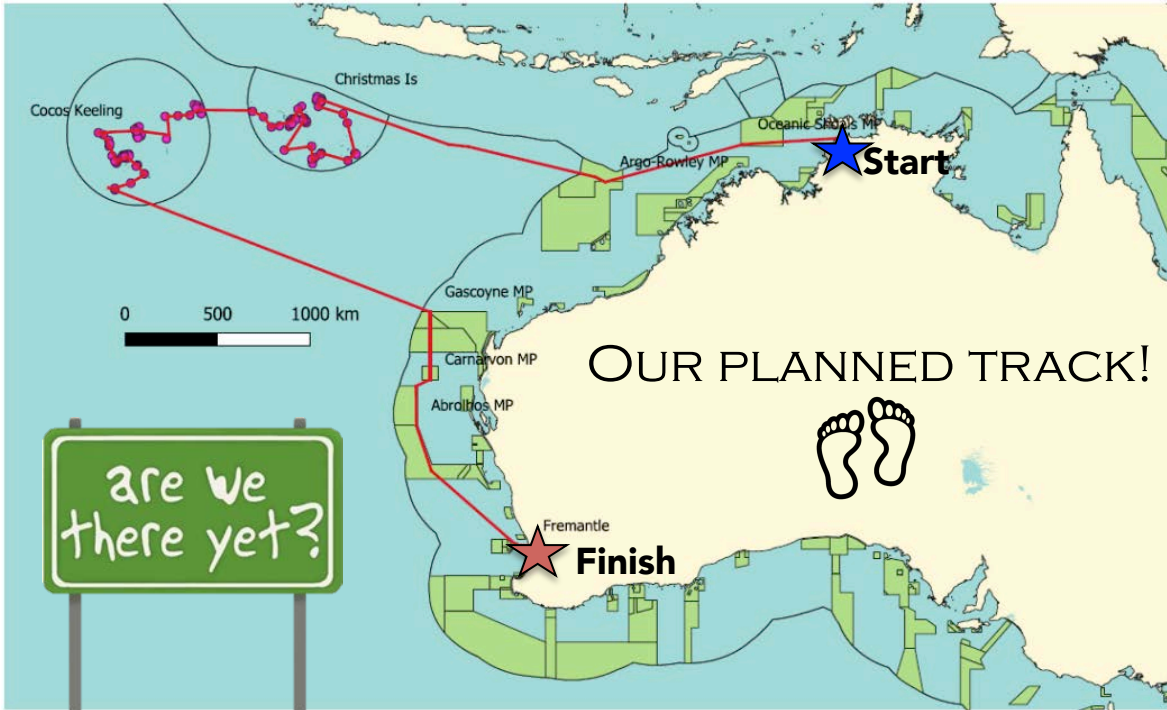 Christmas Is
Cocos Keeling
Oceanic Shoals MP
Argo-Rowley MP
Start
Gascoyne MP
0 500 1000 km
Carnarvon MP
OUR PLANNED TRACK!
Abrolhos MP
are we
there yet?
Fremantle
Finish